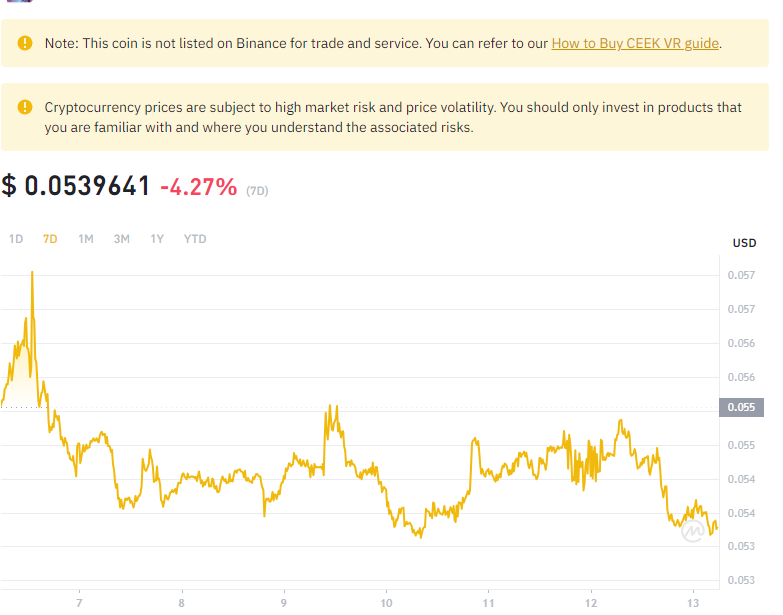 Note: This coin is not listed on Binance for trade and service. You can refer to our How to Buy CEEK VR guide.
Cryptocurrency prices are subject to high market risk and price volatility. You should only invest in products that
you are familiar with and where you understand the associated risks.
$ 0.0539641 -4.27% (7D)
1D 7D 1M 3M 1Y YTD
USD
0.057
0.057
0.056
0.056
0.055
0.055
0.054
0.054
0.053
0.053
7 8 9 10 11 12 13